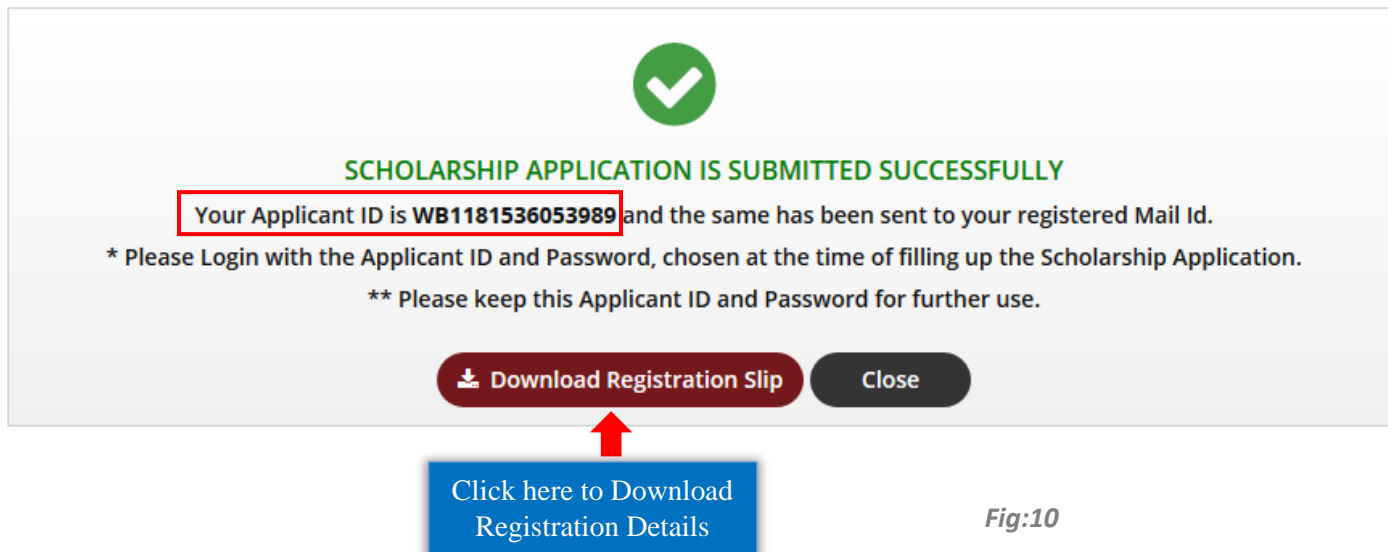 SCHOLARSHIP APPLICATION IS SUBMITTED SUCCESSFULLY
Your Applicant ID is WB1181536053989 and the same has been sent to your registered Mail Id.
* Please Login with the Applicant ID and Password, chosen at the time of filling up the Scholarship Application.
** Please keep this Applicant ID and Password for further use.
Download Registration Slip Close
Click here to Download
Registration Details
Fig:10